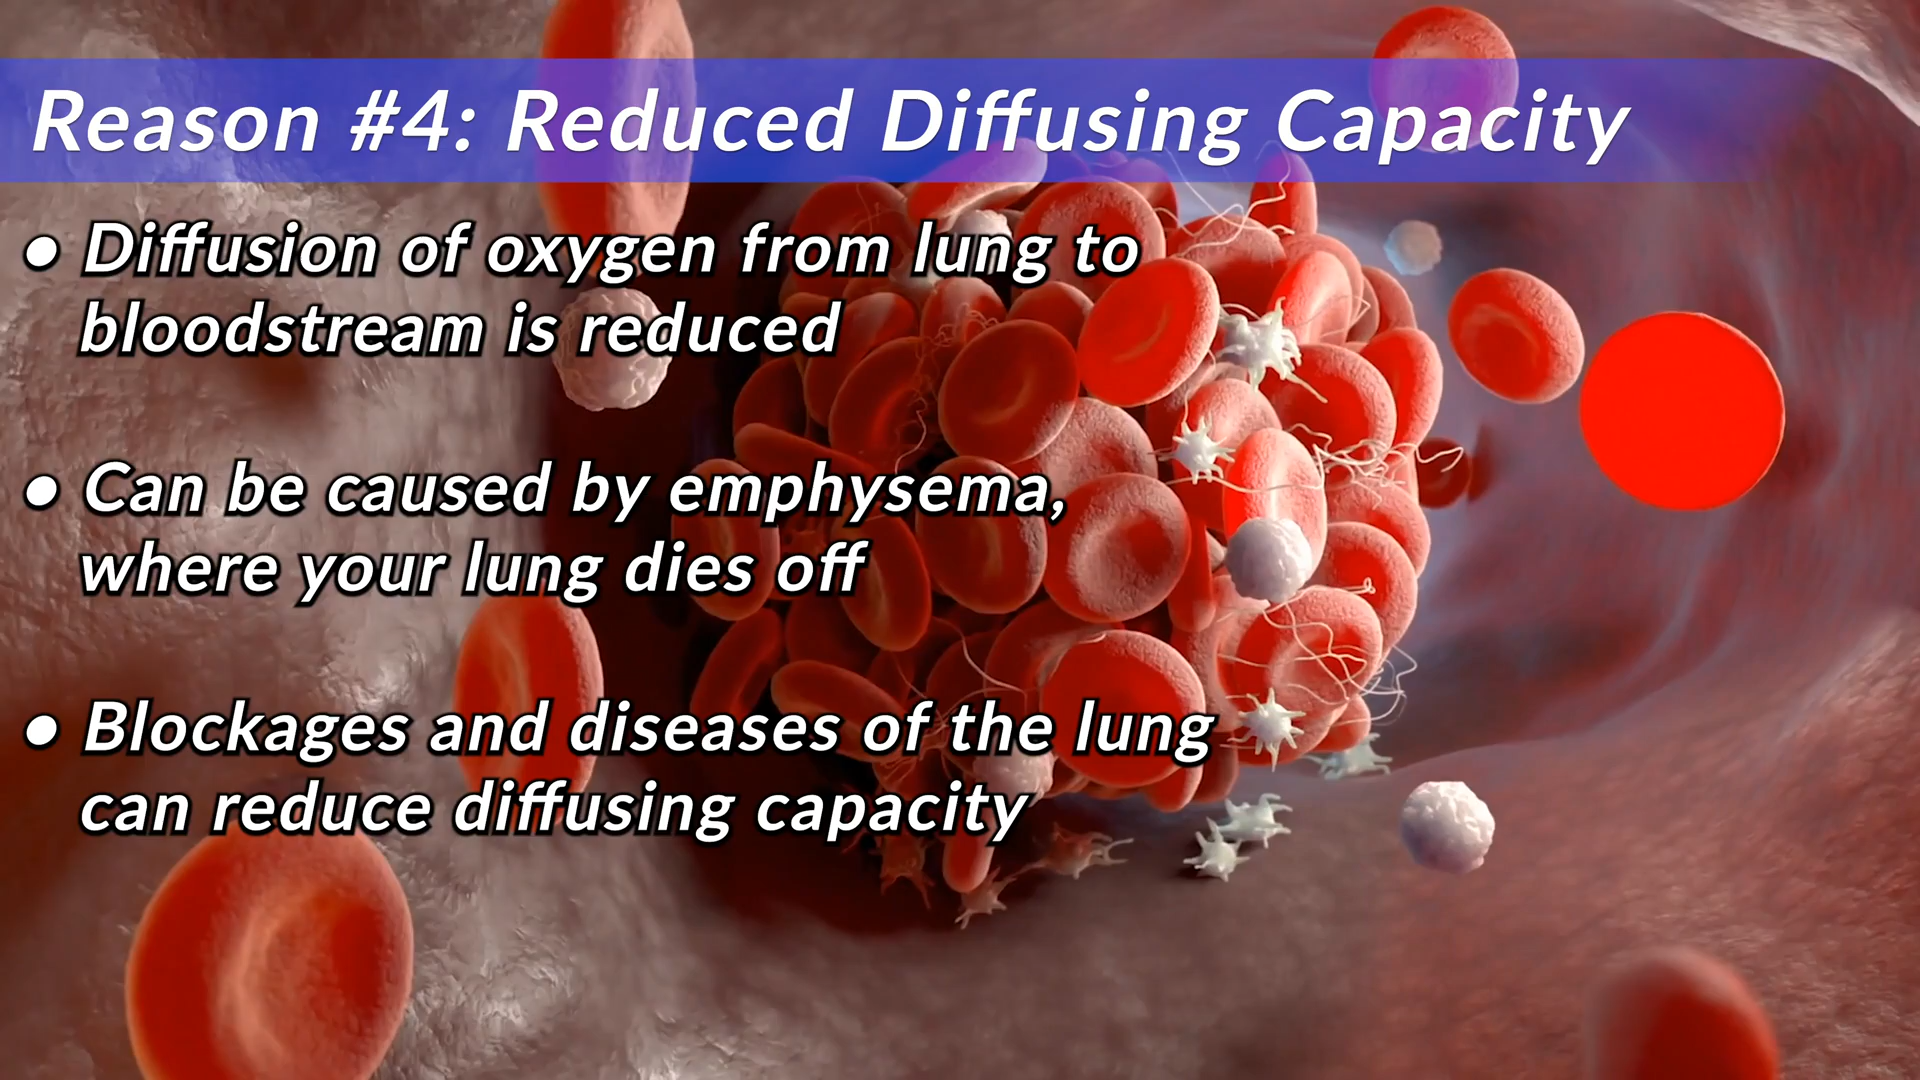 Reason #4: Reduced Diffusing Capacity
• Diffusion of oxygen from lung to
bloodstream is reduced
• Can be caused by emphysema,
where your lung dies off
• Blockages and diseases of the lung
can reduce diffusing capacity